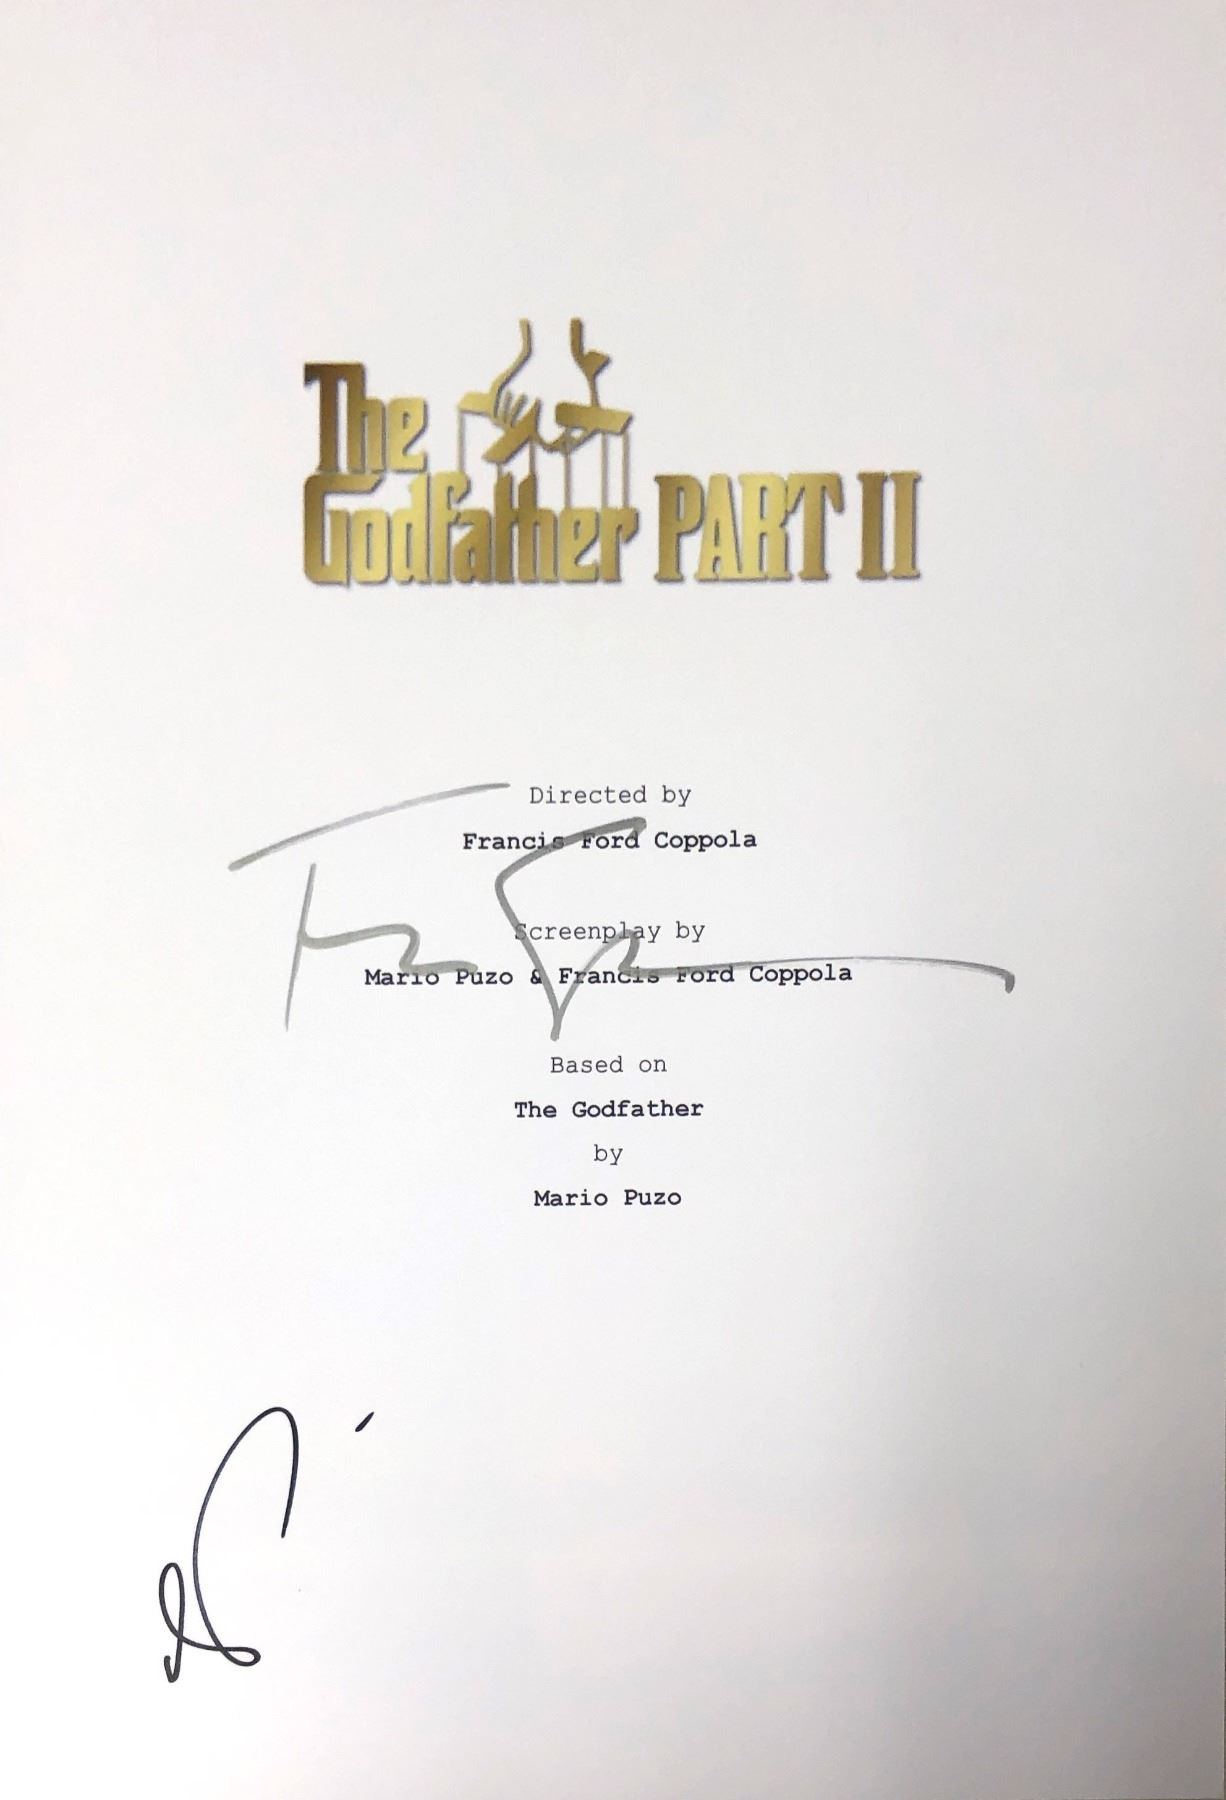 The
Godfather PART II
Directed by
Francis Ford Coppola
Screenplay by
Mario Puzo & Francis Ford Coppola
Based on
The Godfather
by
Mario Puzo